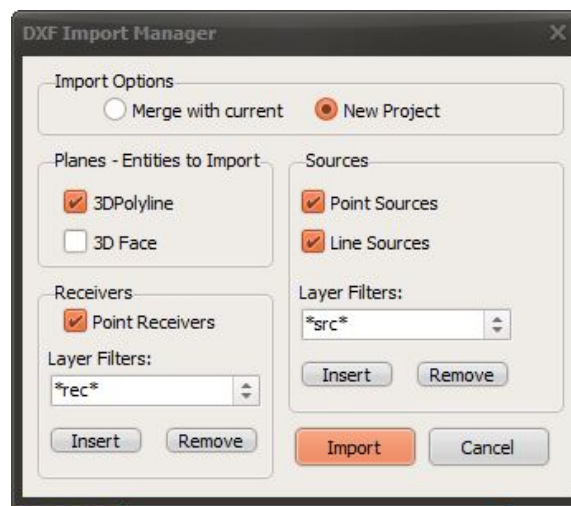 DXF Import Manager
Import Options
Merge with current
New Project
Planes - Entities to Import
3DPolyline
3D Face
Receivers
Point Receivers
Layer Filters:
*rec*
Insert Remove
Sources
Point Sources
Line Sources
Layer Filters:
*src*
Insert Remove
Import Cancel